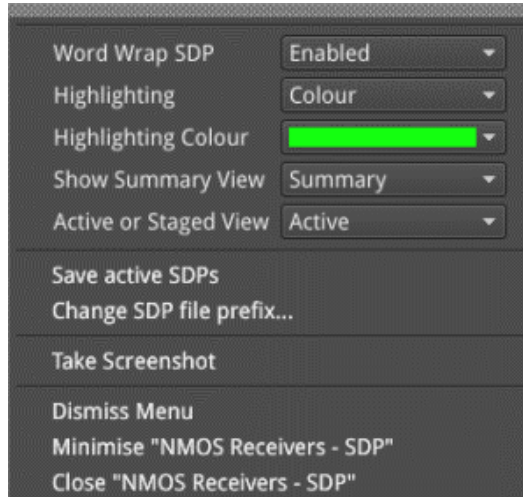 Word Wrap SDP Enabled
Highlighting Colour
Highlighting Colour
Show Summary View Summary
Active or Staged View Active
Save active SDPs
Change SDP file prefix...
Take Screenshot
Dismiss Menu
Minimise "NMOS Receivers - SDP"
Close "NMOS Receivers - SDP"